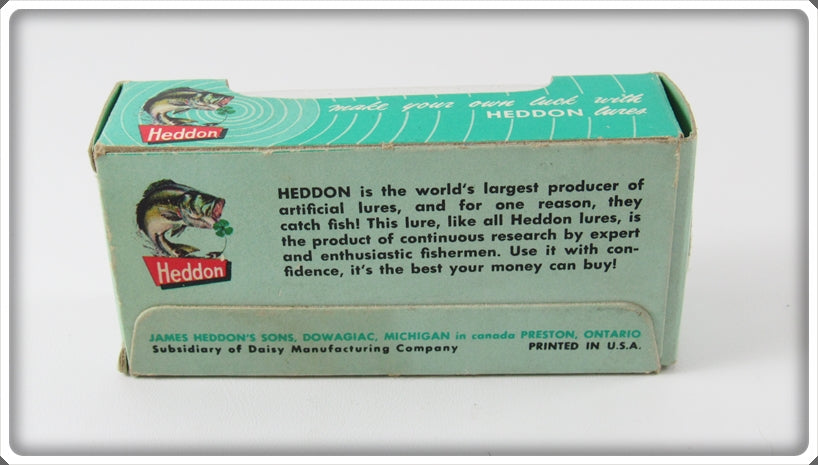 Heddon
make your own luck with
HEDDON lures
Heddon
HEDDON is the world's largest producer of
artificial lures, and for one reason, they
catch fish! This lure, like all Heddon lures, is
the product of continuous research by expert
and enthusiastic fishermen. Use it with con-
fidence, it's the best your money can buy!
JAMES HEDDON'S SONS, DOWAGIAC, MICHIGAN in canada PRESTON, ONTARIO
Subsidiary of Daisy Manufacturing Company PRINTED IN U.S.A.